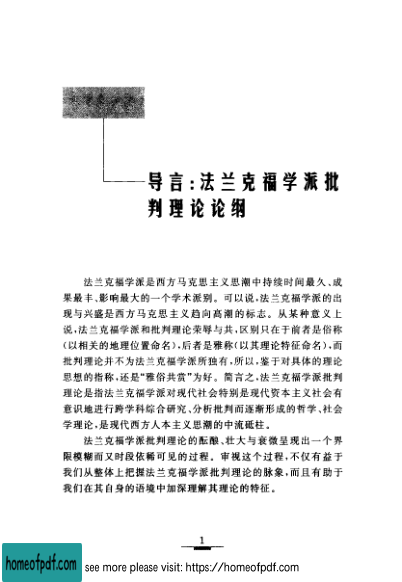 导言:法兰克福学派批
判理论论纲
法兰克福学派是西方马克思主义思潮中持续时间最久、成
果最丰、影响最大的一个学术派别。可以说,法兰克福学派的出
现与兴盛是西方马克思主义趋向高潮的标志。从某种意义上
说,法兰克福学派和批判理论荣辱与共,区别只在于前者是俗称
(以相关的地理位置命名),后者是雅称(以其理论特征命名),而
批判理论并不为法兰克福学派所独有,所以,鉴于对具体的理论
思想的指称,还是“雅俗共赏”为好。简言之,法兰克福学派批判
理论是指法兰克福学派对现代社会特别是现代资本主义社会有
意识地进行跨学科综合研究、分析批判而逐渐形成的哲学、社会
学理论,是现代西方人本主义思潮的中流砥柱。
法兰克福学派批判理论的酝酿、壮大与衰微呈现出一个界
限模糊而又时段依稀可见的过程。审视这个过程,不仅有益于
我们从整体上把握法兰克福学派批判理论的脉象,而且有助于
我们在其自身的语境中加深理解其理论的特征。
1
homeofpdf.com
see more please visit: https://homeofpdf.com